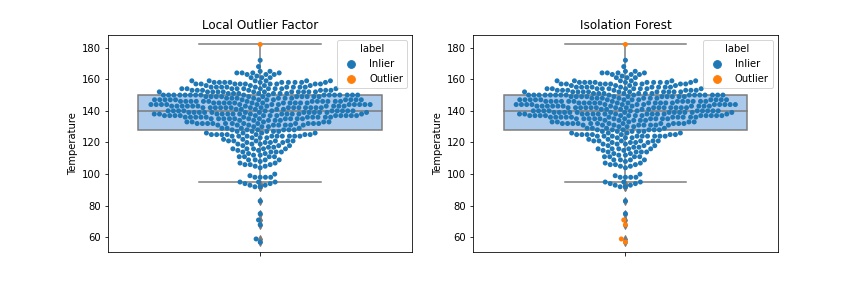 Local Outlier Factor
Temperature
180
160
140
120
100
80
60
label
Inlier
Outlier
Isolation Forest
Temperature
180
160
140
120
100
80
60
label
Inlier
Outlier